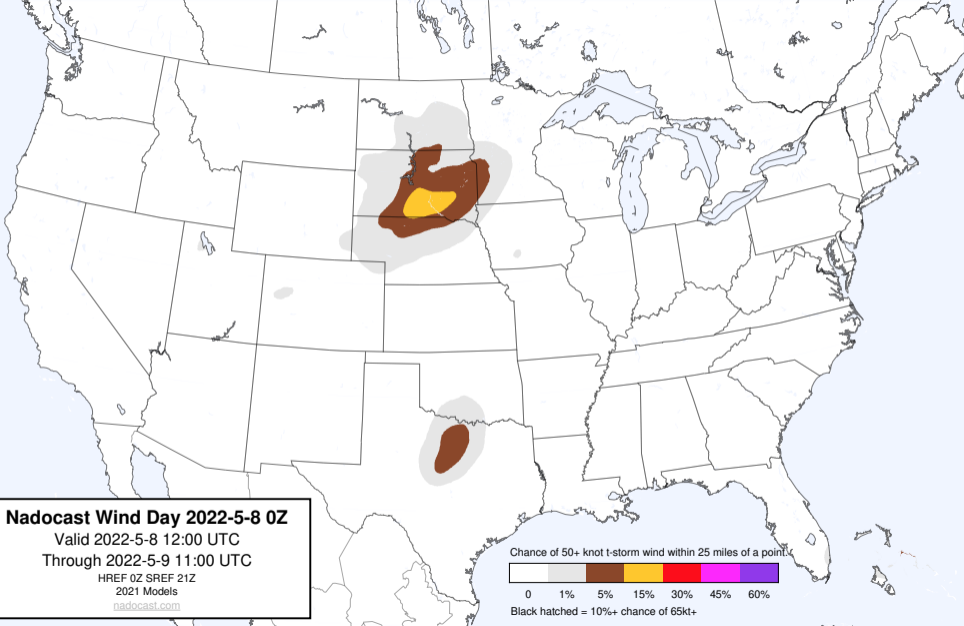 Nadocast Wind Day 2022-5-8 0Z
Valid 2022-5-8 12:00 UTC
Through 2022-5-9 11:00 UTC
HREF 0Z SREF 21Z
2021 Models
nadocast.com
Chance of 50+ knot t-storm wind within 25 miles of a point.
0 1% 5% 15% 30% 45% 60%
Black hatched = 10%+ chance of 65kt+